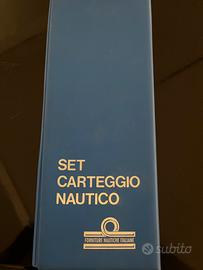 SET
CARTEGGIO
NAUTICO
FORNITURE NAUTICHE ITALIANE
subito